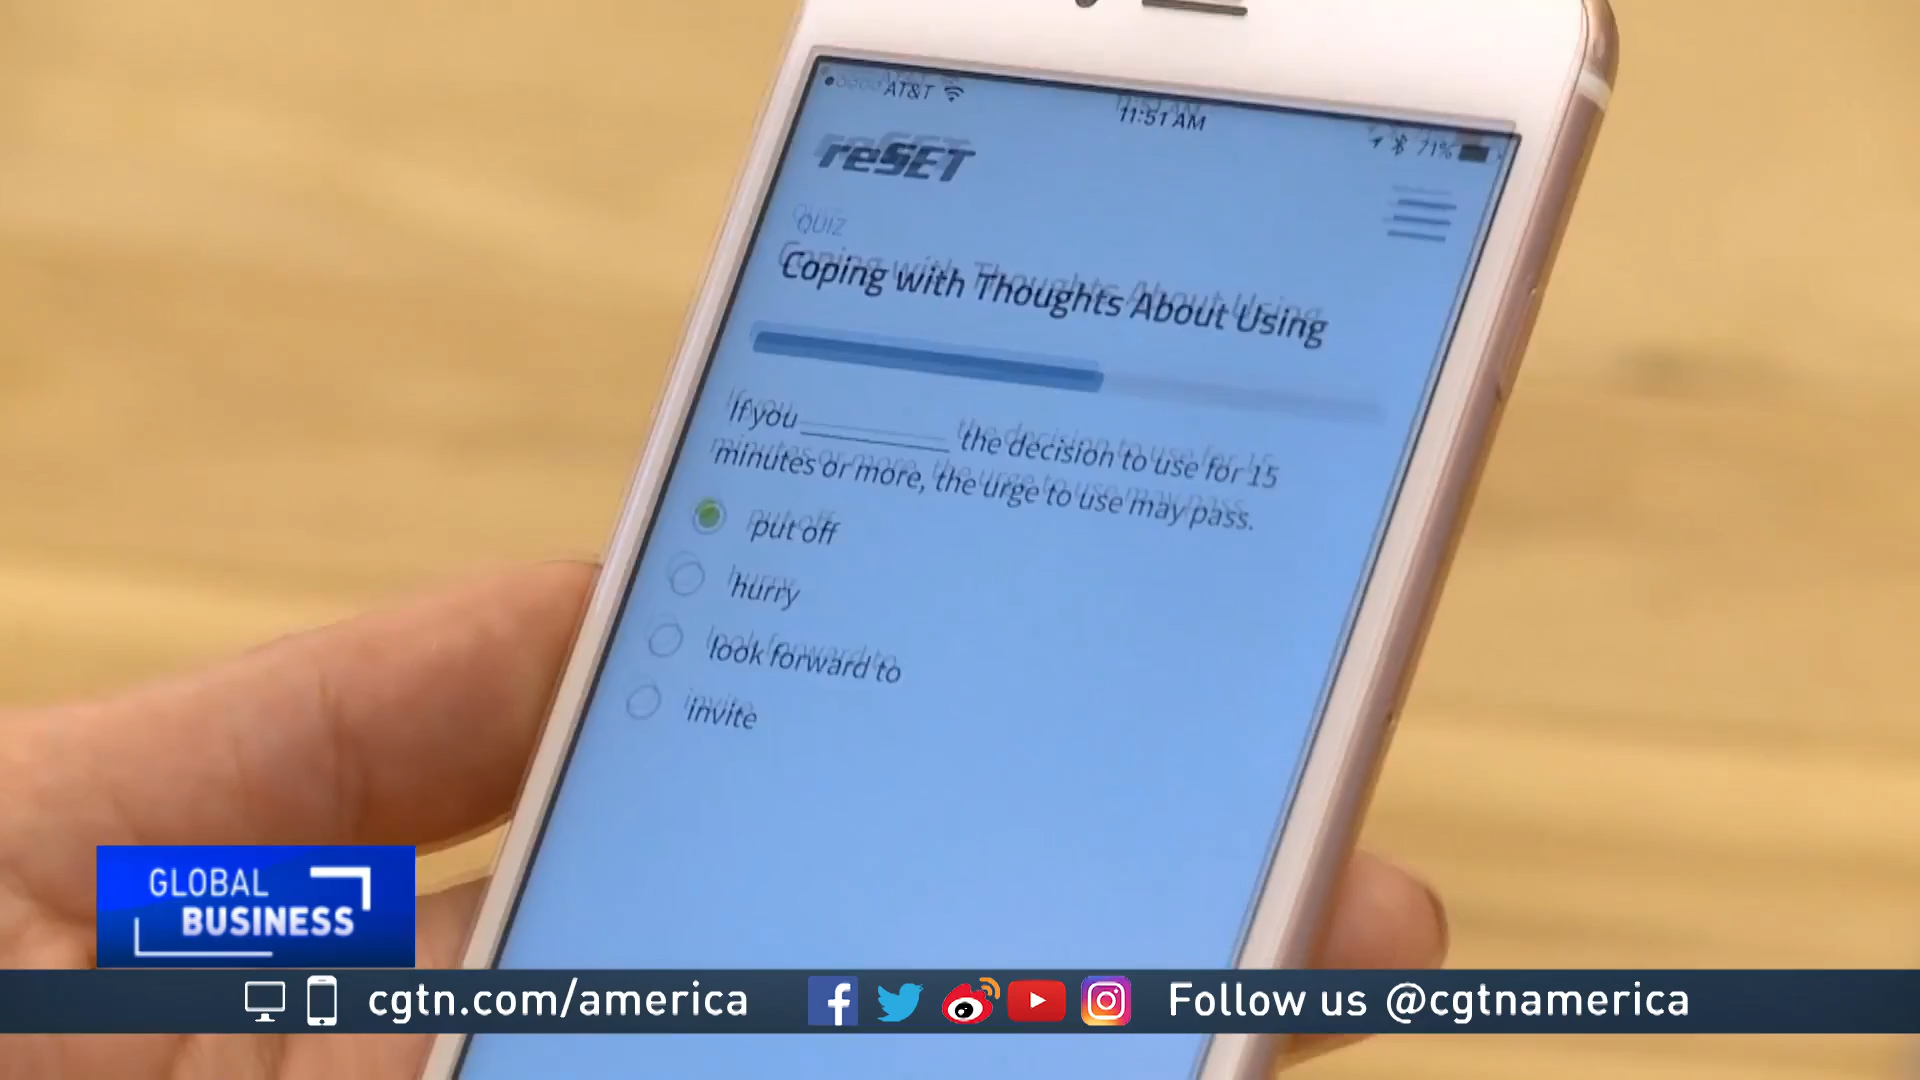 AT&T
11:51 AM
71%
reSET
QUIZ
Coping with Thoughts About Using
If you __________ the decision to use for 15
minutes or more, the urge to use may pass.
put off
hurry
look forward to
invite
GLOBAL
BUSINESS
cgtn.com/america
Follow us @cgtnamerica